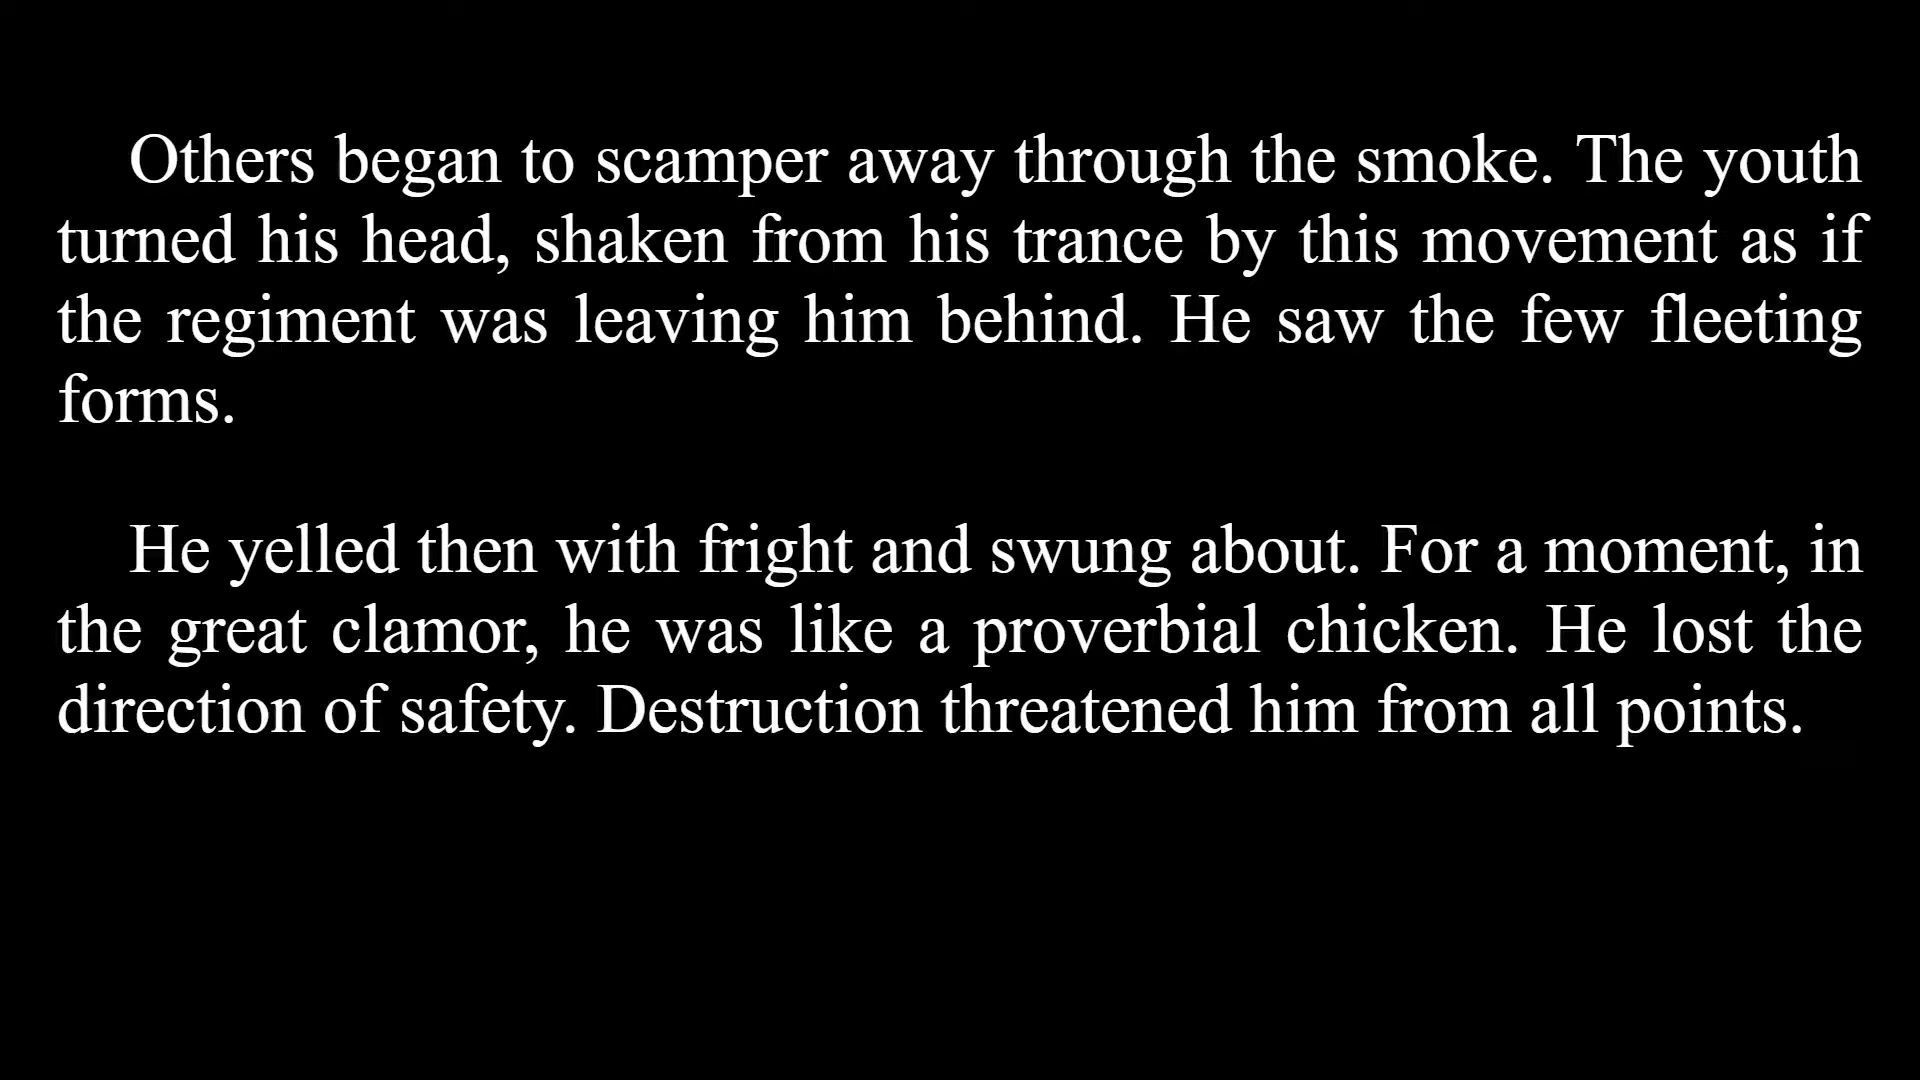 Others began to scamper away through the smoke. The youth
turned his head, shaken from his trance by this movement as if
the regiment was leaving him behind. He saw the few fleeting
forms.
He yelled then with fright and swung about. For a moment, in
the great clamor, he was like a proverbial chicken. He lost the
direction of safety. Destruction threatened him from all points.